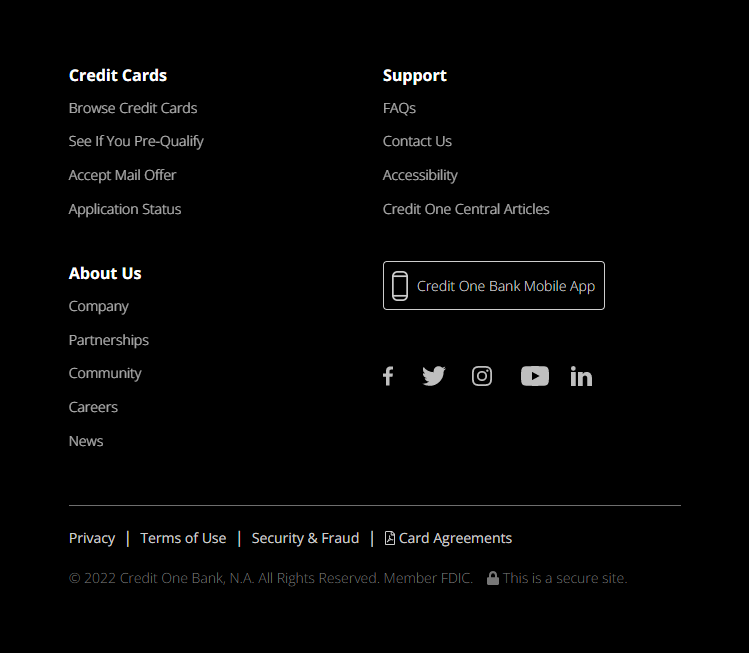 Credit Cards
Browse Credit Cards
See If You Pre-Qualify
Accept Mail Offer
Application Status
Support
FAQs
Contact Us
Accessibility
Credit One Central Articles
About Us
Company
Partnerships
Community
Careers
News
Credit One Bank Mobile App
Privacy | Terms of Use | Security & Fraud | Card Agreements
© 2022 Credit One Bank, N.A. All Rights Reserved. Member FDIC. This is a secure site.